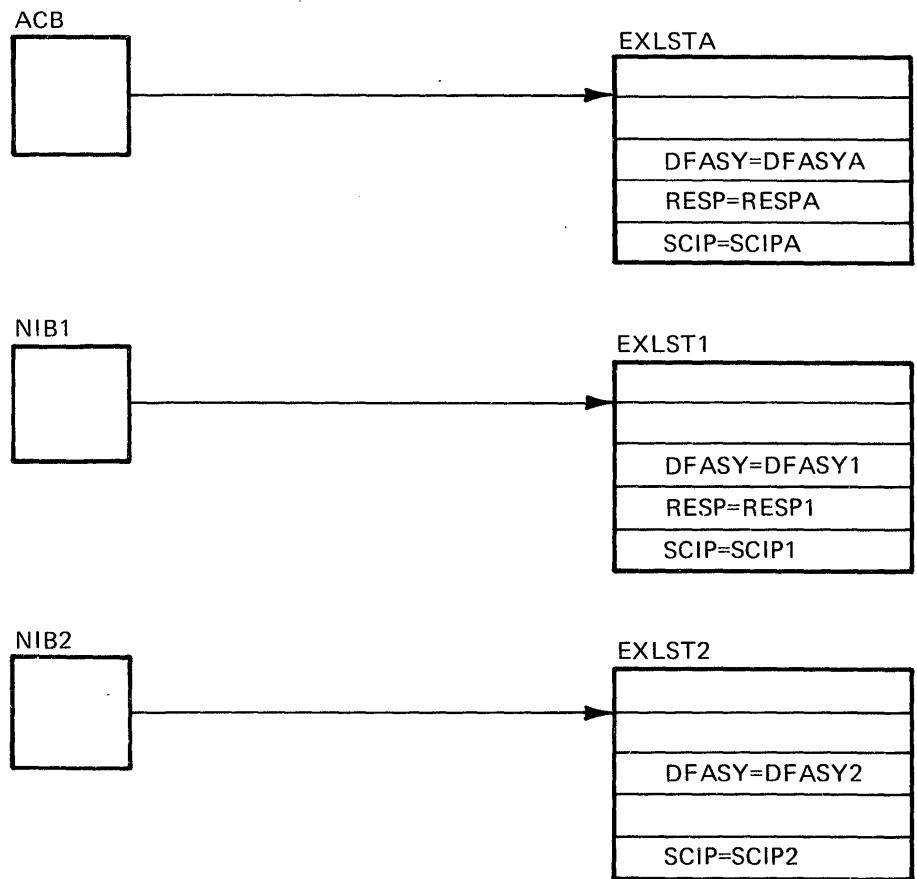 ACB
EXLSTA
DFASY=DFASYA
RESP=RESPA
SCIP=SCIPA
NIB1
EXLST1
DFASY=DFASY1
RESP=RESP1
SCIP=SCIP1
NIB2
EXLST2
DFASY=DFASY2
SCIP=SCIP2